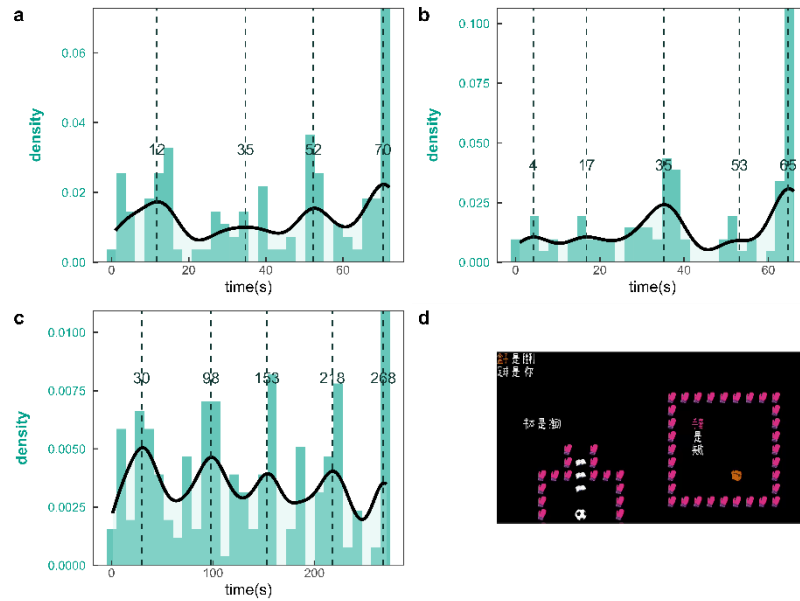 a
density
0.06
0.04
0.02
0.00
12
35
52
70
0
20
40
60
time(s)
b
density
0.100
0.075
0.050
0.025
0.000
4
17
35
53
65
0
20
40
60
time(s)
c
density
0.0100
0.0075
0.0050
0.0025
0.0000
30
98
153
218
268
0
100
200
time(s)
d
是
是 你
是
是